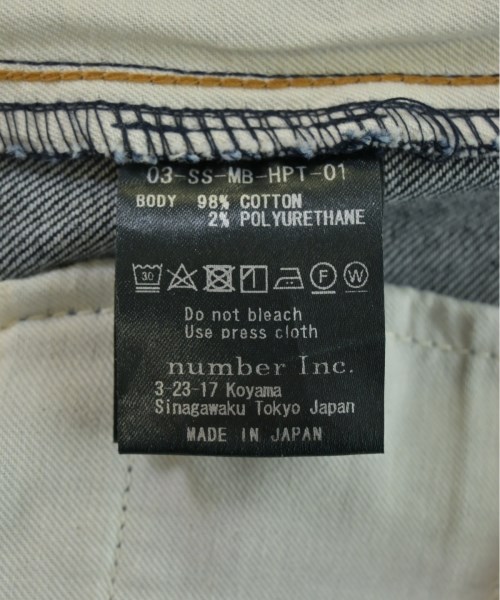 03-SS-MB-HPT-01
BODY 98% COTTON
2% POLYURETHANE
30 F W
Do not bleach
Use press cloth
number Inc.
3-23-17 Koyama
Sinagawaku Tokyo Japan
MADE IN JAPAN